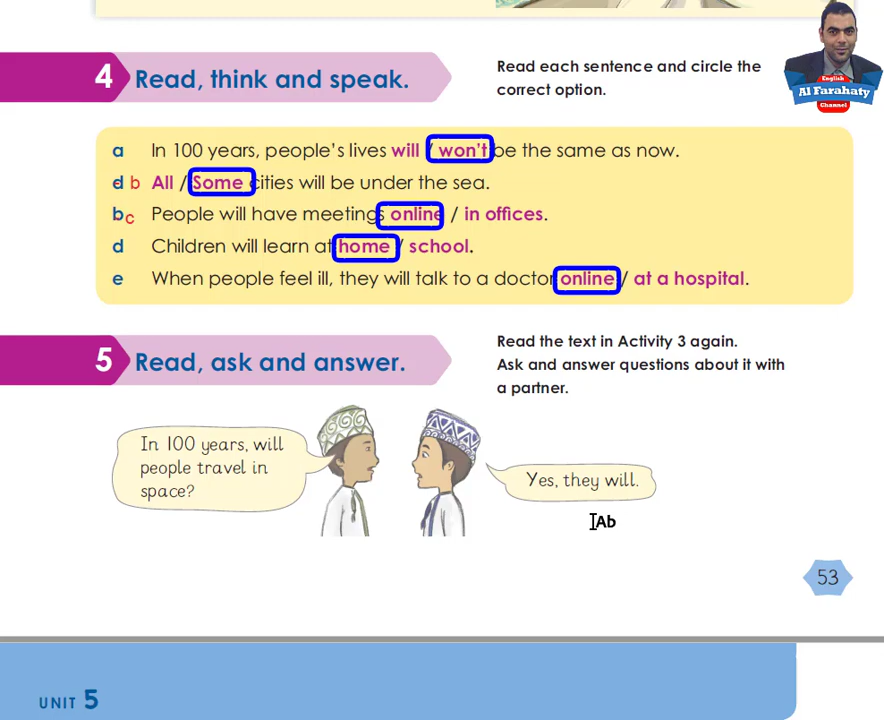 English
Al Farahaty
Channel
4 Read, think and speak.
Read each sentence and circle the
correct option.
a In 100 years, people's lives will / won't be the same as now.
d b All / Some cities will be under the sea.
b c People will have meetings online / in offices.
d Children will learn at home / school.
e When people feel ill, they will talk to a doctor online / at a hospital.
5 Read, ask and answer.
Read the text in Activity 3 again.
Ask and answer questions about it with
a partner.
In 100 years, will
people travel in
space?
Yes, they will.
Ab
53
UNIT 5